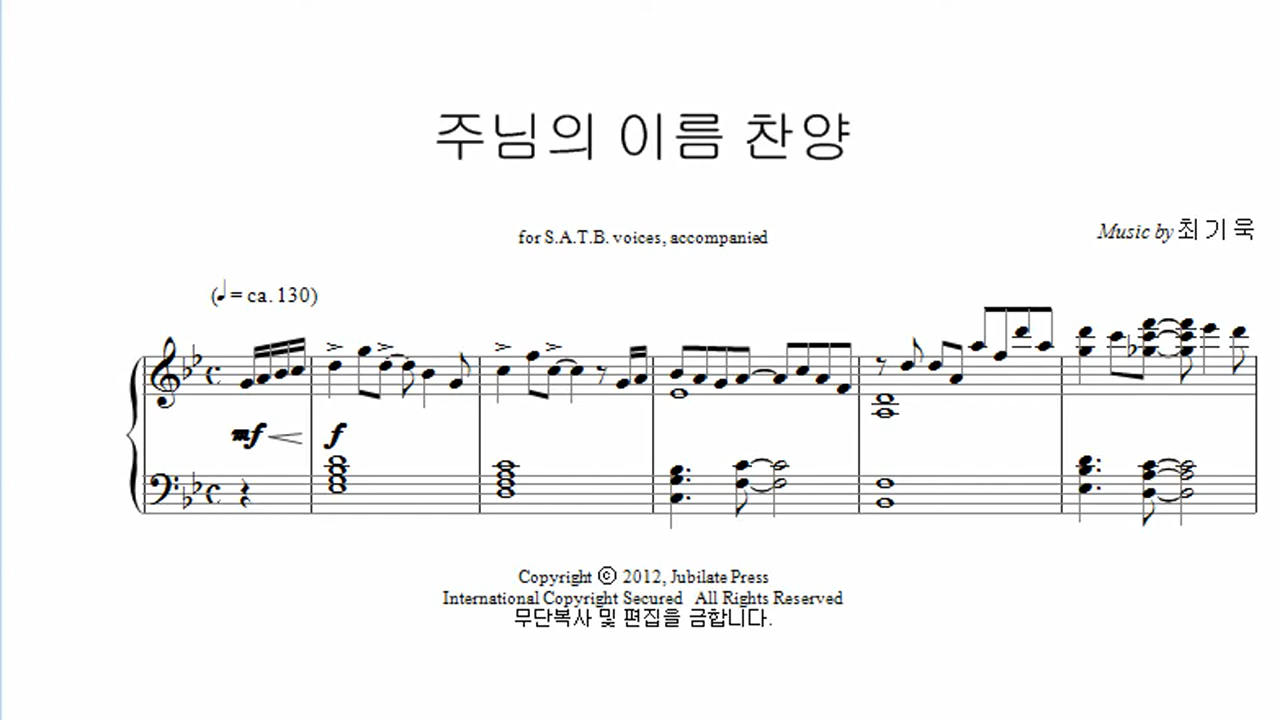 주님의 이름 찬양
for S.A.T.B. voices, accompanied
Music by 최기욱
(♩= ca. 130)
mf
f
Copyright © 2012, Jubilate Press
International Copyright Secured All Rights Reserved
무단복사 및 편집을 금합니다.